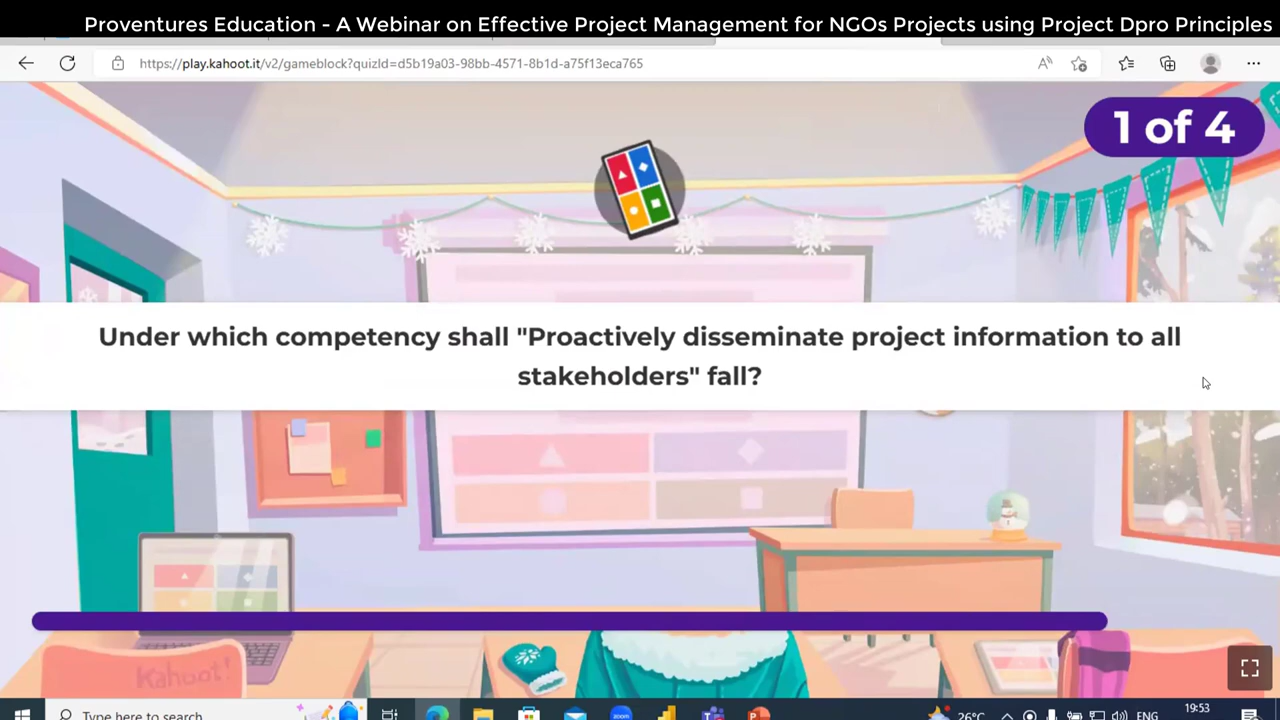 Proventures Education - A Webinar on Effective Project Management for NGOs Projects using Project Dpro Principles
https://play.kahoot.it/v2/gameblock?quizId=d5b19a03-98bb-4571-8b1d-a75f13eca765
1 of 4
Under which competency shall "Proactively disseminate project information to all
stakeholders" fall?
Kahoot!
Type here to search
zoom
26°C
ENG
19:53